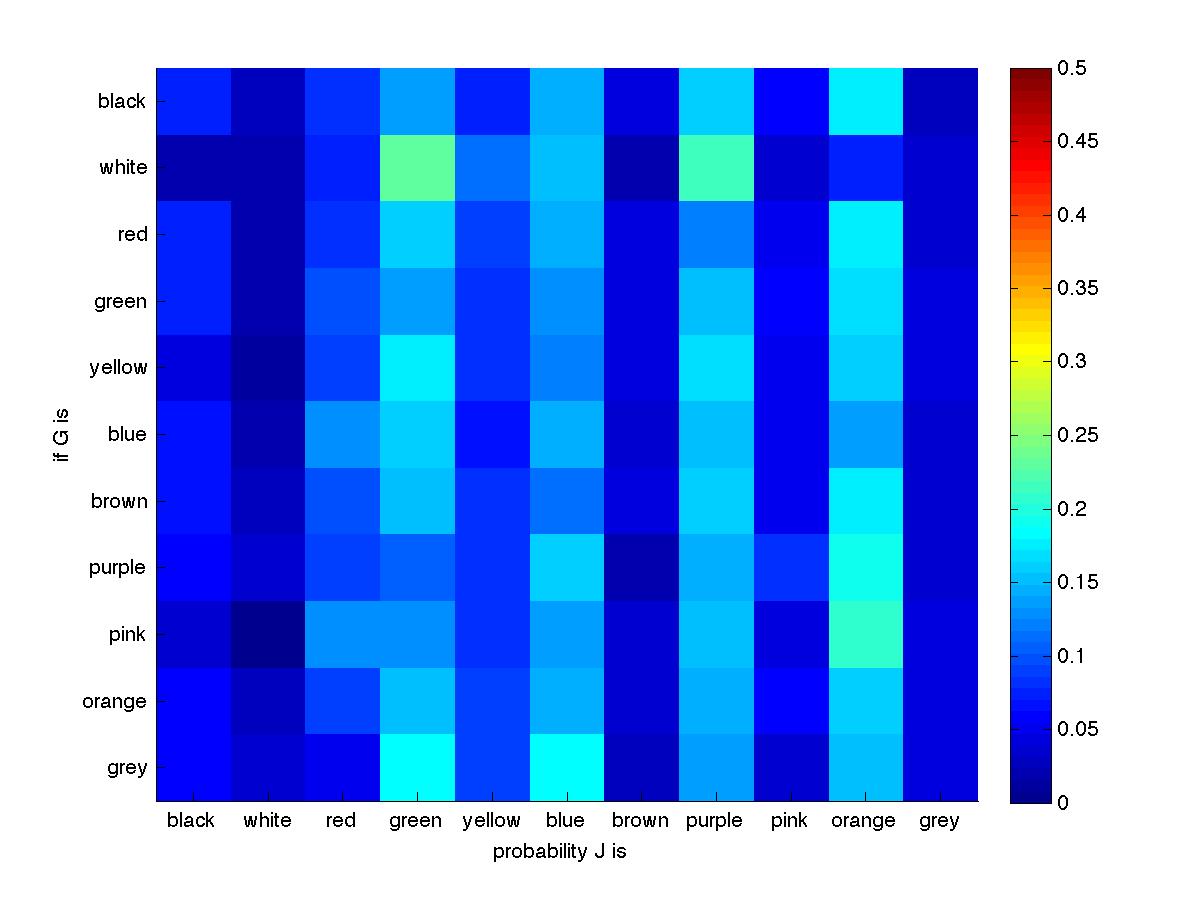 black
white
red
green
yellow
blue
brown
purple
pink
orange
grey
if G is
black white red green yellow blue brown purple pink orange grey
probability J is
0.5
0.45
0.4
0.35
0.3
0.25
0.2
0.15
0.1
0.05
0